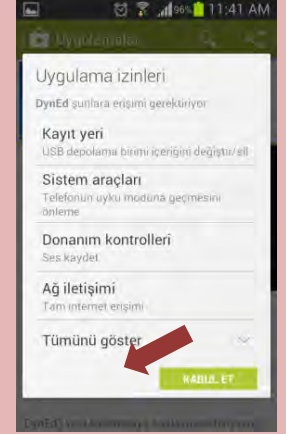 96% 11:41 AM
Uygulamalar
Uygulama izinleri
DynEd şunlara erişimi gerektiriyor
Kayıt yeri
USB depolama birimi içeriğini değiştir/sil
Sistem araçları
Telefonun uyku moduna geçmesini
önleme
Donanım kontrolleri
Ses kaydet
Ağ iletişimi
Tam internet erişimi
Tümünü göster
KABUL ET